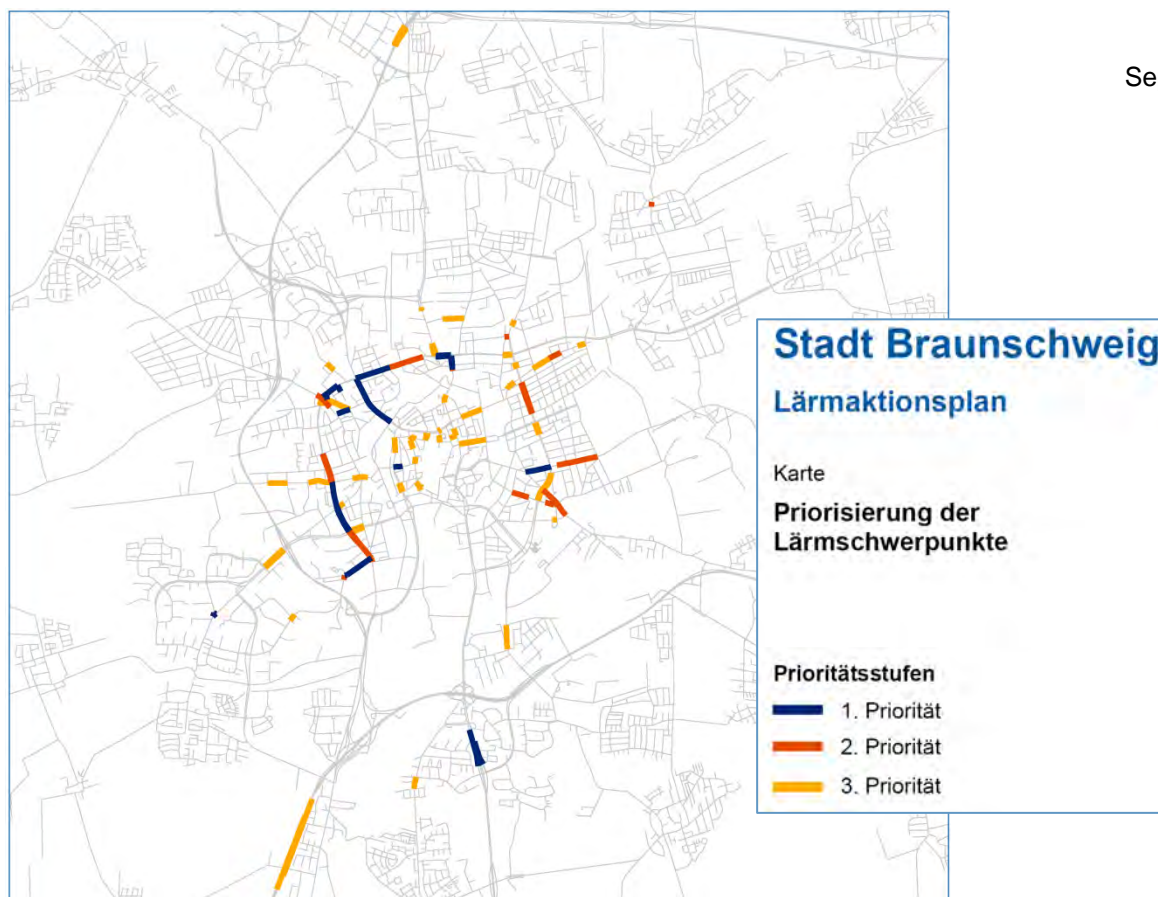 Se
Stadt Braunschweig
Lärmaktionsplan
Karte
Priorisierung der
Lärmschwerpunkte
Prioritätsstufen
1. Priorität
2. Priorität
3. Priorität